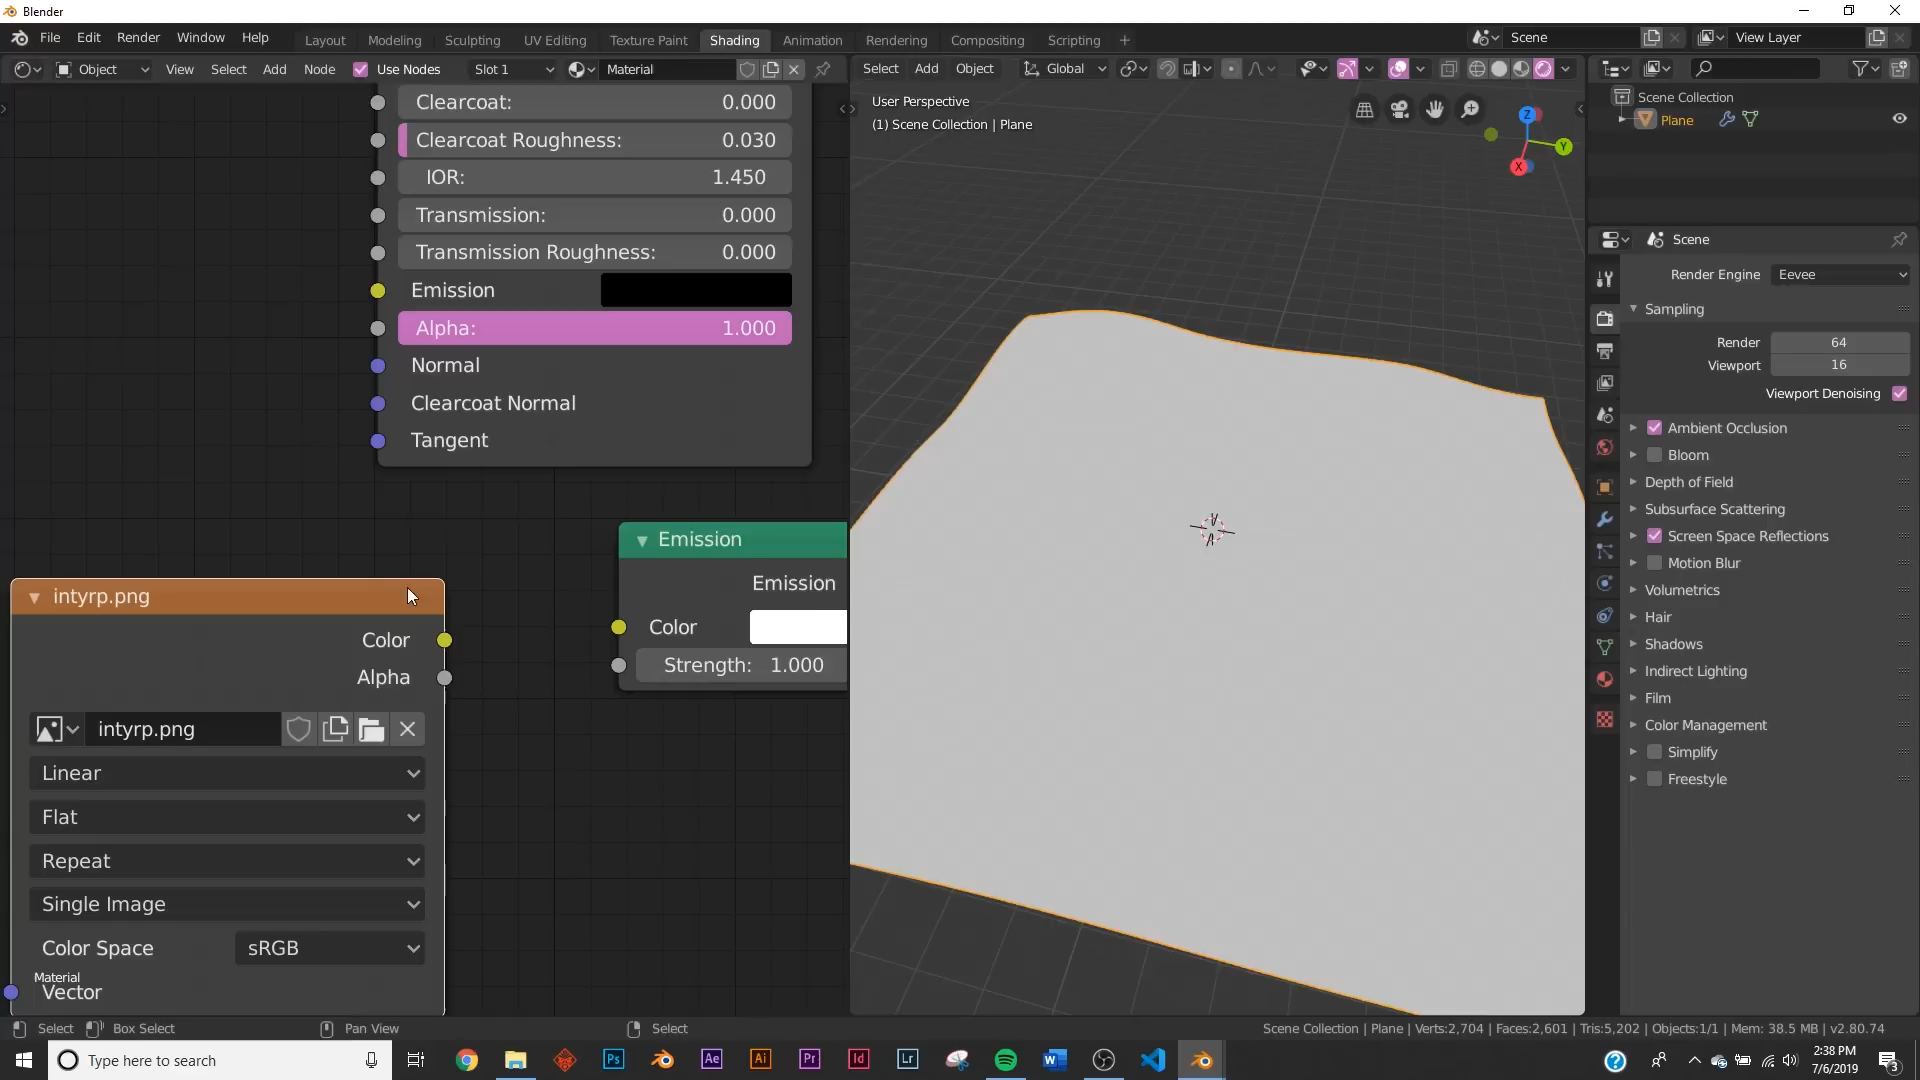 Blender
File Edit Render Window Help Layout Modeling Sculpting UV Editing Texture Paint Shading Animation Rendering Compositing Scripting + Scene View Layer
Object View Select Add Node Use Nodes Slot 1 Material Select Add Object Global
User Perspective
(1) Scene Collection | Plane
Z
Y
X
Scene Collection
Plane
Clearcoat: 0.000
Clearcoat Roughness: 0.030
IOR: 1.450
Transmission: 0.000
Transmission Roughness: 0.000
Emission
Alpha: 1.000
Normal
Clearcoat Normal
Tangent
Emission
Emission
Color
Strength: 1.000
intyrp.png
Color
Alpha
intyrp.png
Linear
Flat
Repeat
Single Image
Color Space sRGB
Material
Vector
Scene
Render Engine Eevee
Sampling
Render 64
Viewport 16
Viewport Denoising
Ambient Occlusion
Bloom
Depth of Field
Subsurface Scattering
Screen Space Reflections
Motion Blur
Volumetrics
Hair
Shadows
Indirect Lighting
Film
Color Management
Simplify
Freestyle
Select Box Select Pan View Select Scene Collection | Plane | Verts:2,704 | Faces:2,601 | Tris:5,202 | Objects:1/1 | Mem: 38.5 MB | v2.80.74
Type here to search Ps Ae Ai Pr Id Lr W
2:38 PM
7/6/2019
3